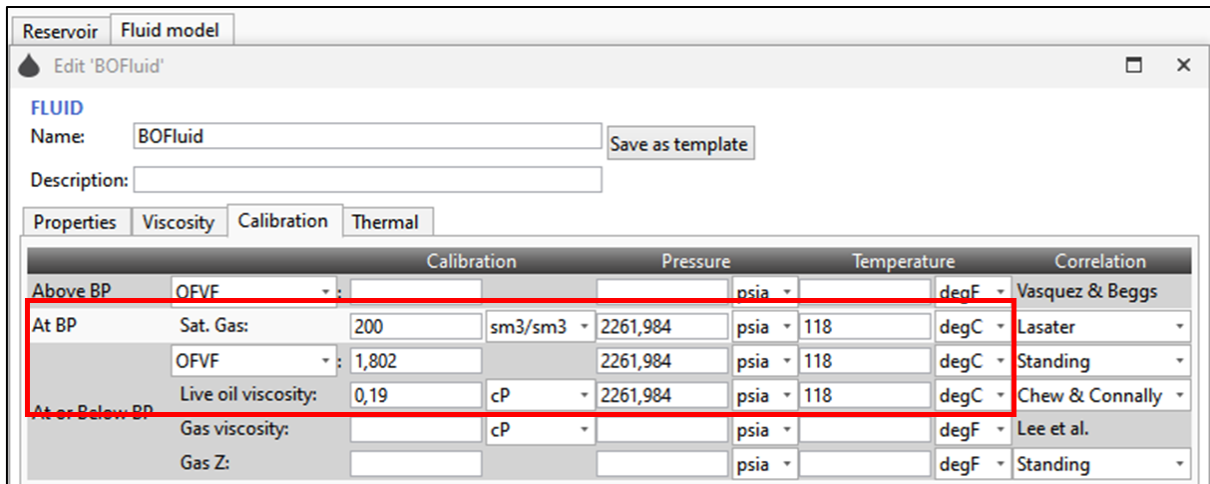 Reservoir Fluid model
Edit 'BOFluid'
FLUID
Name: BOFluid Save as template
Description:
Properties Viscosity Calibration Thermal
Calibration Pressure Temperature Correlation
Above BP OFVF : psia degF Vasquez & Beggs
At BP Sat. Gas: 200 sm3/sm3 2261,984 psia 118 degC Lasater
OFVF : 1,802 2261,984 psia 118 degC Standing
Live oil viscosity: 0,19 cP 2261,984 psia 118 degC Chew & Connally
At or Below BP
Gas viscosity: cP psia degF Lee et al.
Gas Z: psia degF Standing